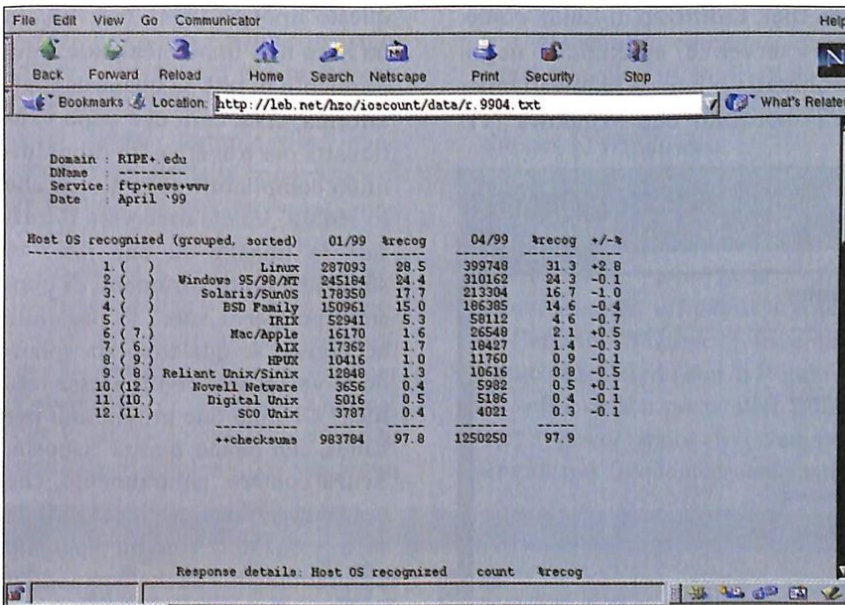 File Edit View Go Communicator Help
Back Forward Reload Home Search Netscape Print Security Stop
Bookmarks Location: http://leb.net/hzo/ioscount/data/r.9904.txt What's Relate
Domain : RIPE+.edu
DName : ---------
Service : ftp+news+www
Date : April `99
Host OS recognized (grouped, sorted) 01/99 %recog 04/99 %recog +/-%
1. ( ) Linux 287093 28.5 399748 31.3 +2.8
2. ( ) Windows 95/98/NT 245184 24.4 310162 24.3 -0.1
3. ( ) Solaris/SunOS 178350 17.7 213304 16.7 -1.0
4. ( ) BSD Family 150961 15.0 186385 14.6 -0.4
5. ( ) IRIX 52941 5.3 58112 4.6 -0.7
6. ( 7.) Mac/Apple 16170 1.6 26548 2.1 +0.5
7. ( 6.) AIX 17362 1.7 18427 1.4 -0.3
8. ( 9.) HPUX 10416 1.0 11760 0.9 -0.1
9. ( 8.) Reliant Unix/Sinix 12848 1.3 10616 0.8 -0.5
10. (12.) Novell Netware 3656 0.4 5982 0.5 +0.1
11. (10.) Digital Unix 5016 0.5 5186 0.4 -0.1
12. (11.) SCO Unix 3787 0.4 4021 0.3 -0.1
++checksums 983784 97.8 1250250 97.9
Response details: Host OS recognized count %recog